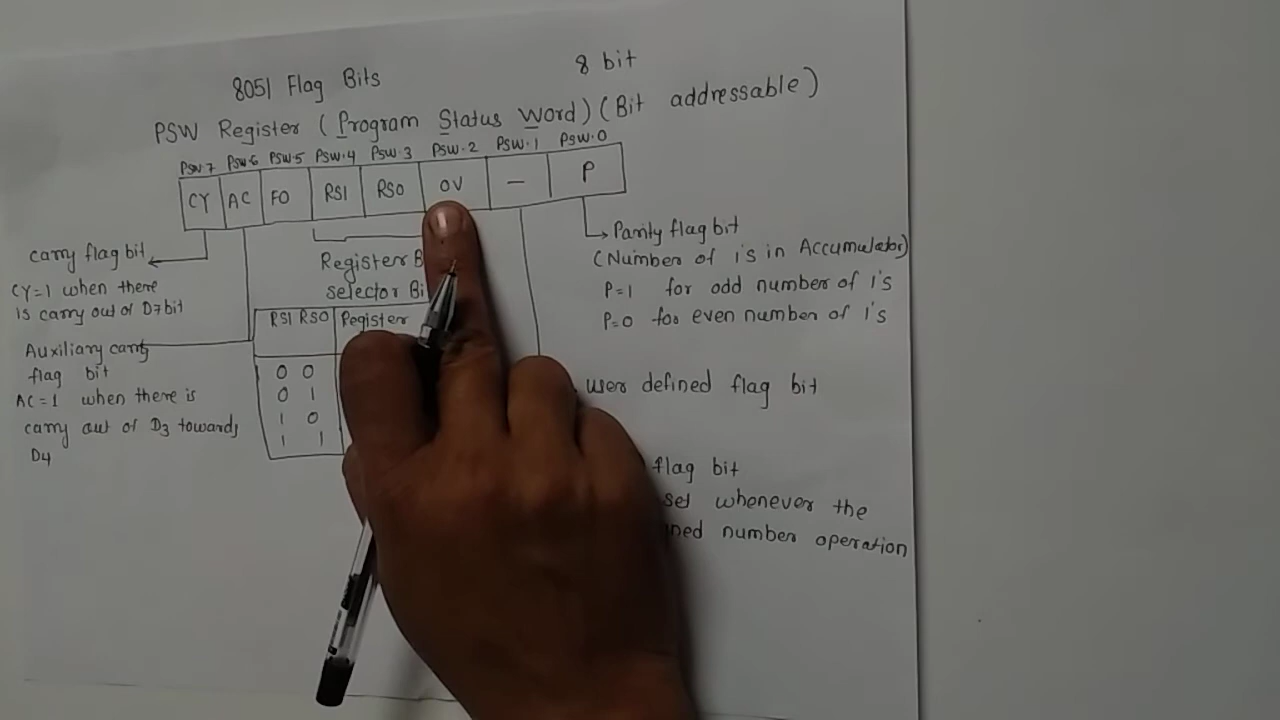 8051 Flag Bits
8 bit
PSW Register (Program Status Word) (Bit addressable)
PSW.7 PSW.6 PSW.5 PSW.4 PSW.3 PSW.2 PSW.1 PSW.0
CY AC F0 RS1 RS0 OV — P
carry flag bit
CY=1 when there
is carry out of D7 bit
Auxiliary carry
flag bit
AC=1 when there is
carry out of D3 towards
D4
Register
selector
RS1 RS0 Register
0 0
0 1
1 0
1 1
Parity flag bit
(Number of 1's in Accumulator)
P=1 for odd number of 1's
P=0 for even number of 1's
user defined flag bit
flag bit
set whenever the
number operation